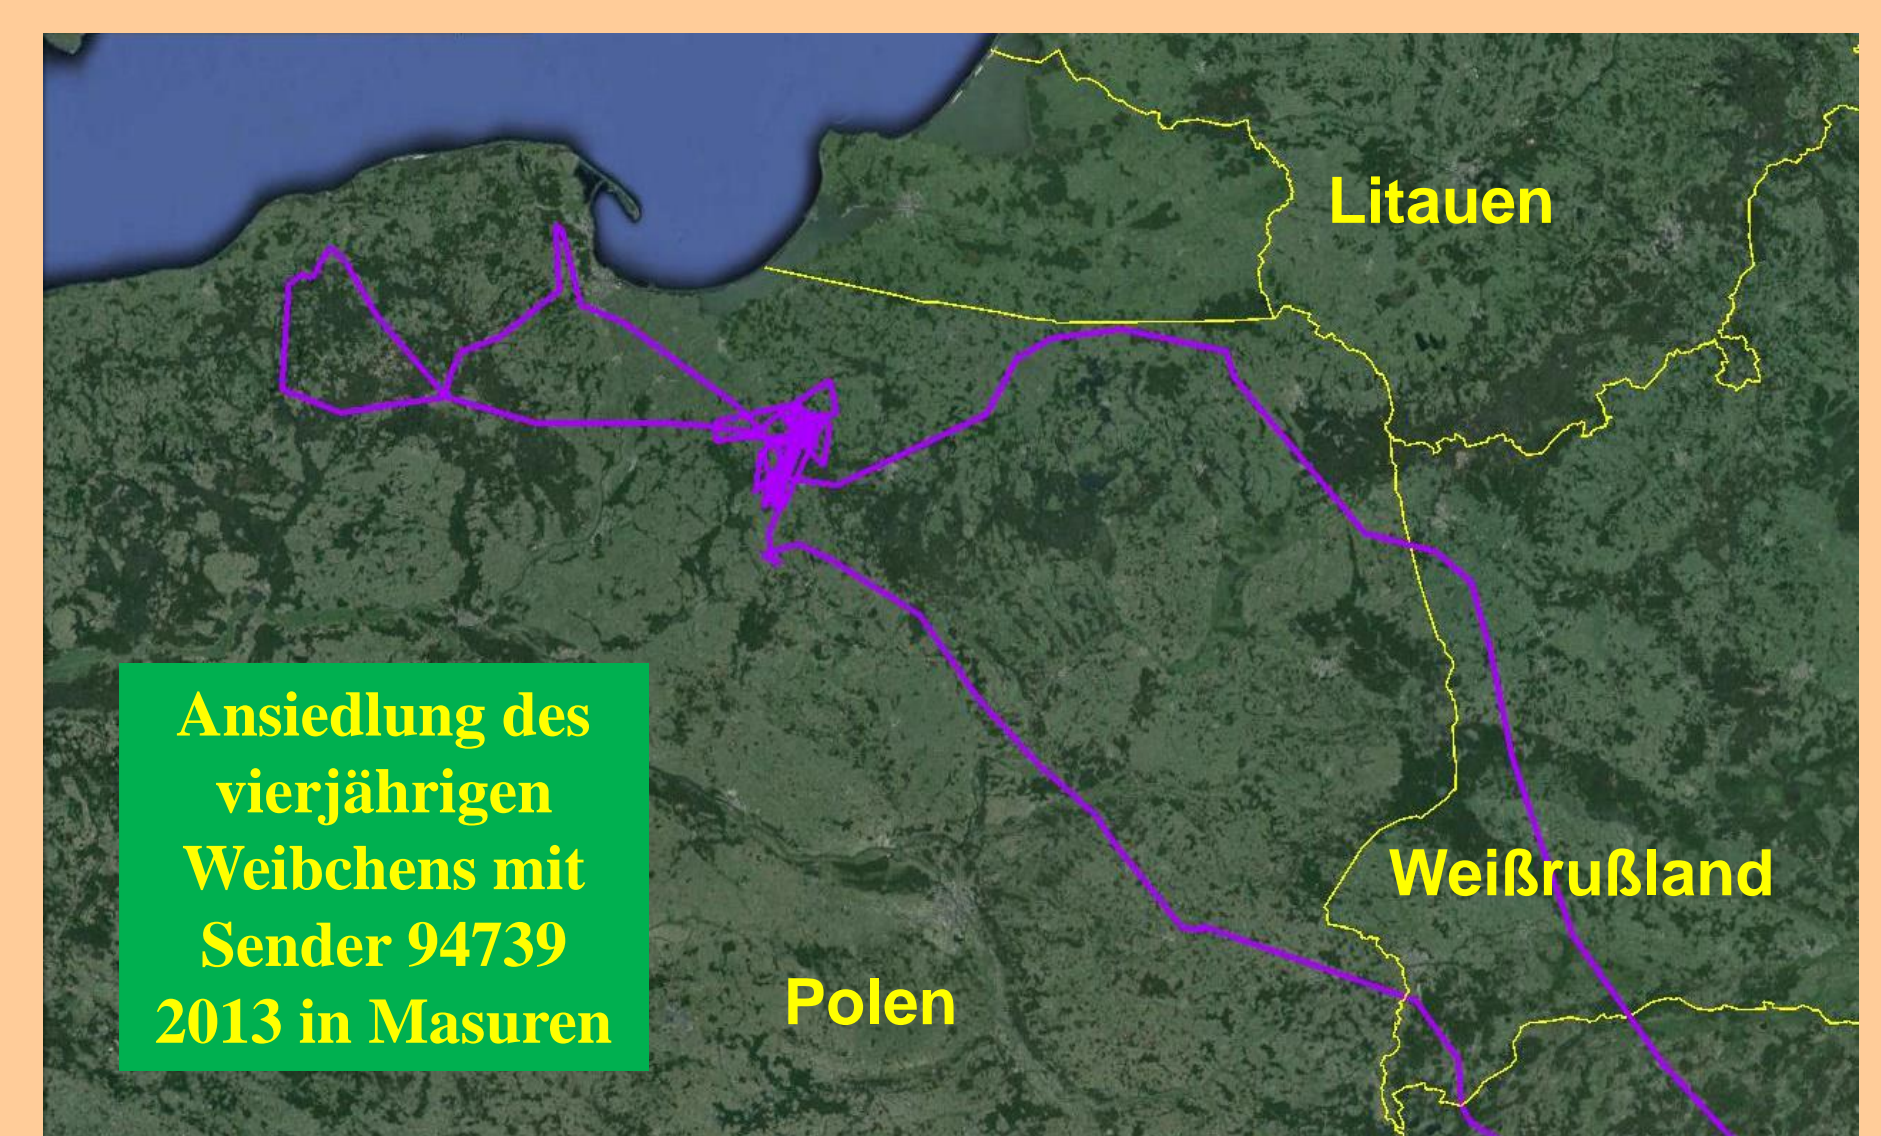 Litauen
Ansiedlung des
vierjährigen
Weibchens mit
Sender 94739
2013 in Masuren
Weißrußland
Polen